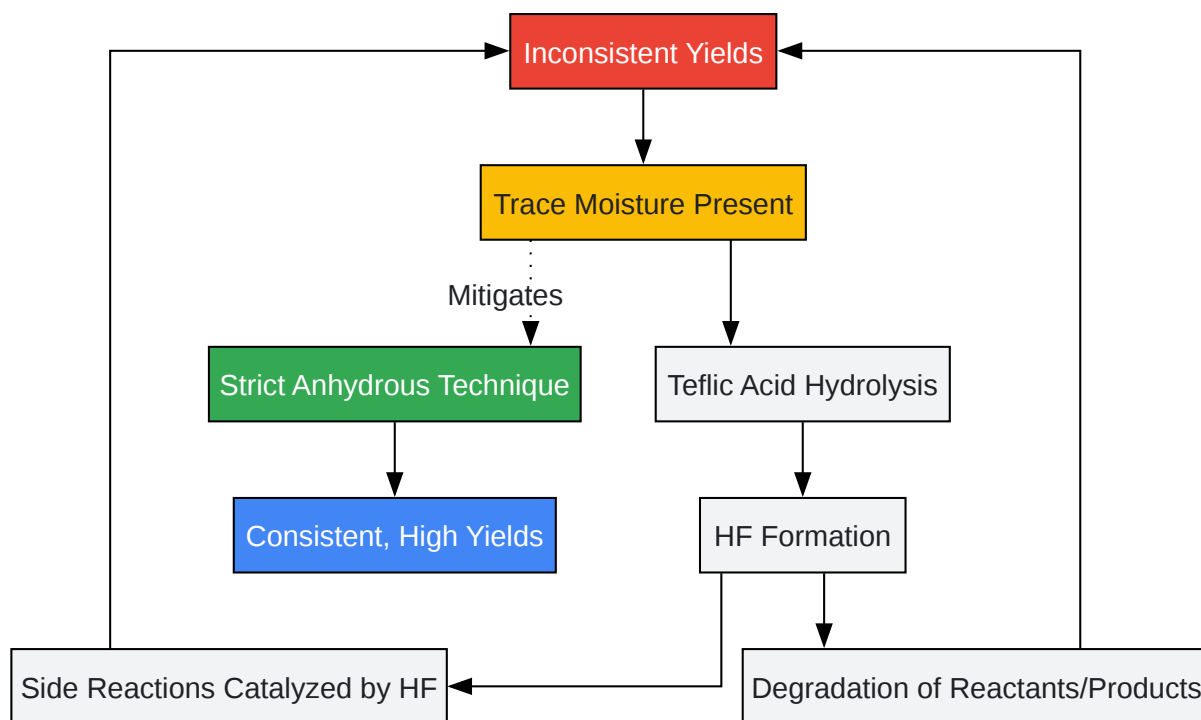 Inconsistent Yields
Trace Moisture Present
Mitigates
Strict Anhydrous Technique
Teflic Acid Hydrolysis
Consistent, High Yields
HF Formation
Side Reactions Catalyzed by HF
Degradation of Reactants/Products